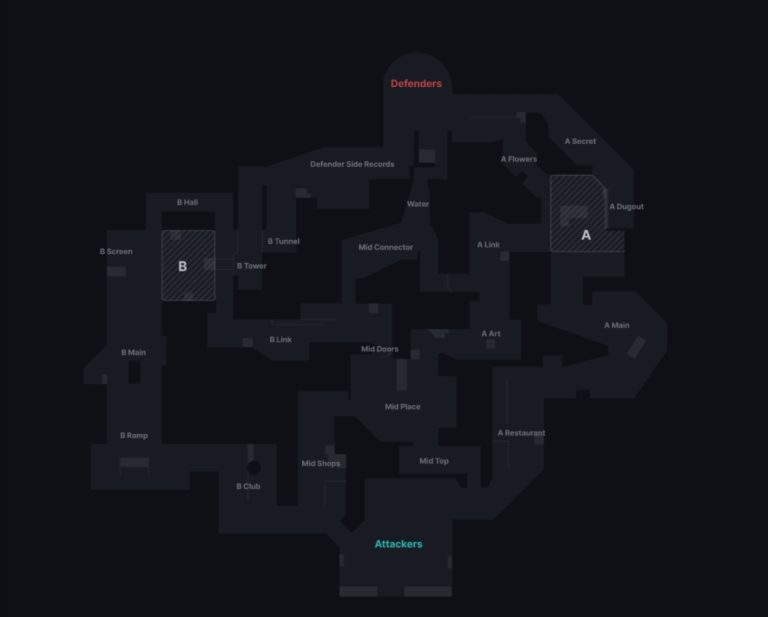 Defenders
A Secret
A Flowers
Defender Side Records
B Hall
Water
A Dugout
A
B Tunnel
A Link
Mid Connector
B Screen
B
B Tower
A Main
A Art
B Link
Mid Doors
B Main
Mid Place
A Restaurant
B Ramp
Mid Shops
Mid Top
B Club
Attackers